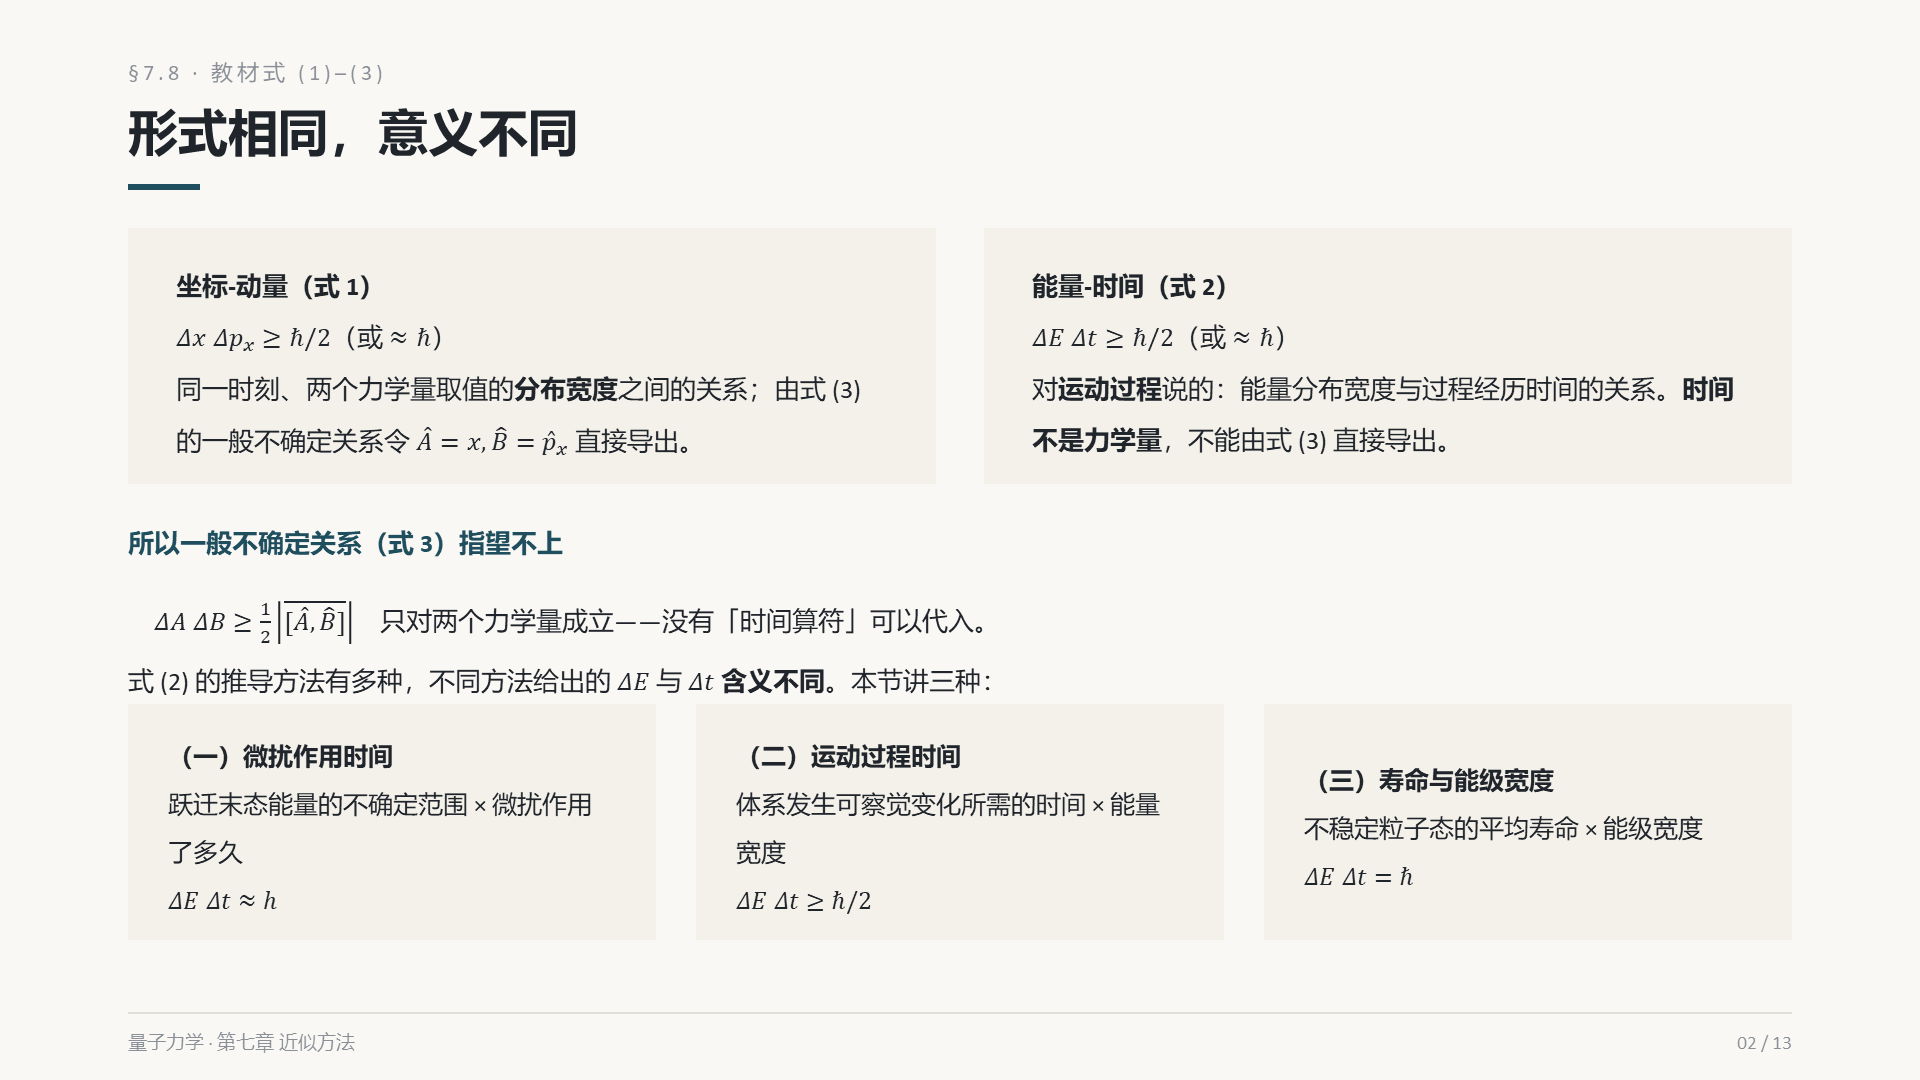 §7.8 · 教材式 (1)–(3)
形式相同，意义不同
坐标-动量（式 1）
Δx Δpₓ ≥ ℏ/2（或 ≈ ℏ）
同一时刻、两个力学量取值的分布宽度之间的关系；由式 (3)
的一般不确定关系令 Â = x, B̂ = p̂ₓ 直接导出。
能量-时间（式 2）
ΔE Δt ≥ ℏ/2（或 ≈ ℏ）
对运动过程说的：能量分布宽度与过程经历时间的关系。时间
不是力学量，不能由式 (3) 直接导出。
所以一般不确定关系（式 3）指望不上
ΔA ΔB ≥ \frac{1}{2}|\overline{[Â, B̂]}| 只对两个力学量成立——没有「时间算符」可以代入。
式 (2) 的推导方法有多种，不同方法给出的 ΔE 与 Δt 含义不同。本节讲三种：
（一）微扰作用时间
跃迁末态能量的不确定范围 × 微扰作用
了多久
ΔE Δt ≈ h
（二）运动过程时间
体系发生可察觉变化所需的时间 × 能量
宽度
ΔE Δt ≥ ℏ/2
（三）寿命与能级宽度
不稳定粒子态的平均寿命 × 能级宽度
ΔE Δt = ℏ
量子力学 · 第七章 近似方法
02 / 13